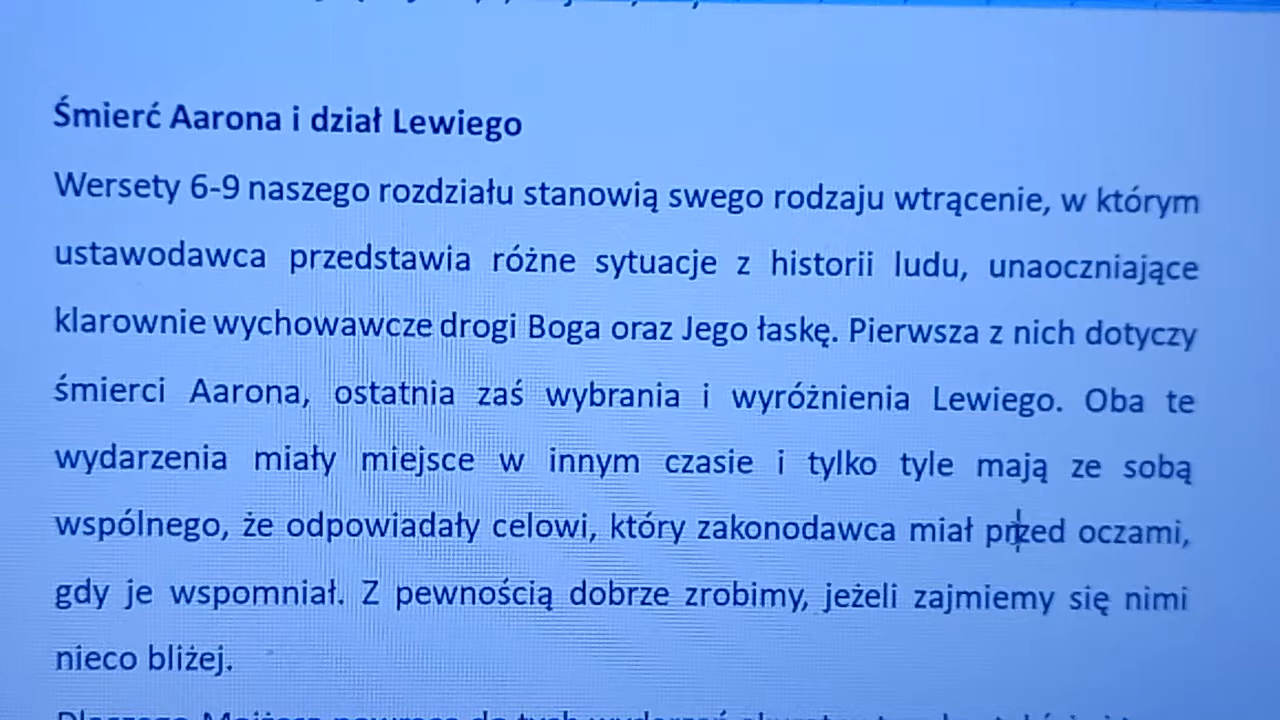 Śmierć Aarona i dział Lewiego
Wersety 6-9 naszego rozdziału stanowią swego rodzaju wtrącenie, w którym
ustawodawca przedstawia różne sytuacje z historii ludu, unaoczniające
klarownie wychowawcze drogi Boga oraz Jego łaskę. Pierwsza z nich dotyczy
śmierci Aarona, ostatnia zaś wybrania i wyróżnienia Lewiego. Oba te
wydarzenia miały miejsce w innym czasie i tylko tyle mają ze sobą
wspólnego, że odpowiadały celowi, który zakonodawca miał przed oczami,
gdy je wspomniał. Z pewnością dobrze zrobimy, jeżeli zajmiemy się nimi
nieco bliżej.